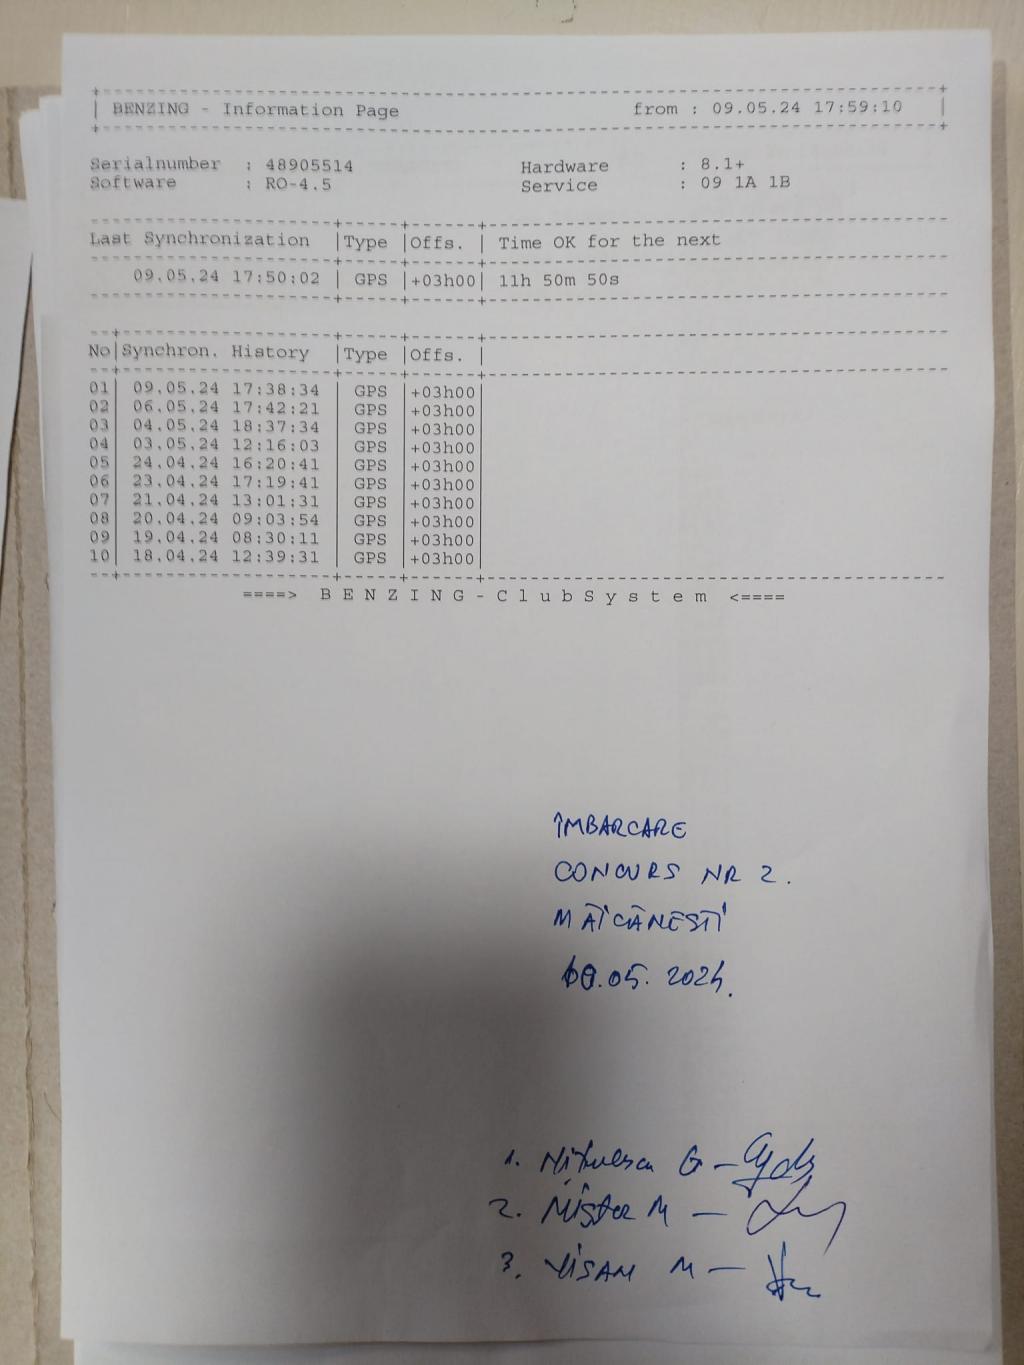 BENZING - Information Page from : 09.05.24 17:59:10
Serialnumber : 48905514 Hardware : 8.1+
Software : RO-4.5 Service : 09 1A 1B
Last Synchronization |Type |Offs. | Time OK for the next
09.05.24 17:50:02 | GPS |+03h00| 11h 50m 50s
No|Synchron. History |Type |Offs. |
01| 09.05.24 17:38:34 | GPS |+03h00|
02| 06.05.24 17:42:21 | GPS |+03h00|
03| 04.05.24 18:37:34 | GPS |+03h00|
04| 03.05.24 12:16:03 | GPS |+03h00|
05| 24.04.24 16:20:41 | GPS |+03h00|
06| 23.04.24 17:19:41 | GPS |+03h00|
07| 21.04.24 13:01:31 | GPS |+03h00|
08| 20.04.24 09:03:54 | GPS |+03h00|
09| 19.04.24 08:30:11 | GPS |+03h00|
10| 18.04.24 12:39:31 | GPS |+03h00|
====> B E N Z I N G - C l u b S y s t e m <====
ÎMBARCARE
CONCURS NR 2.
MĂICĂNEȘTI
09.05.2024.
1. Nițulescu G –
2. Miștor M –
3. VIȘAN M –